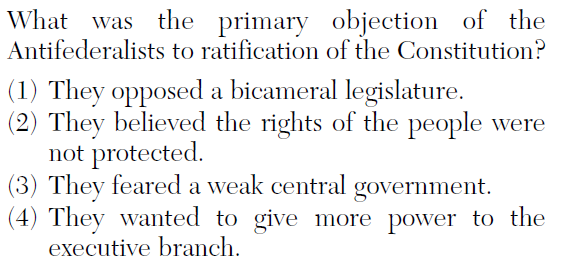 What was the primary objection of the
Antifederalists to ratification of the Constitution?
(1) They opposed a bicameral legislature.
(2) They believed the rights of the people were
not protected.
(3) They feared a weak central government.
(4) They wanted to give more power to the
executive branch.